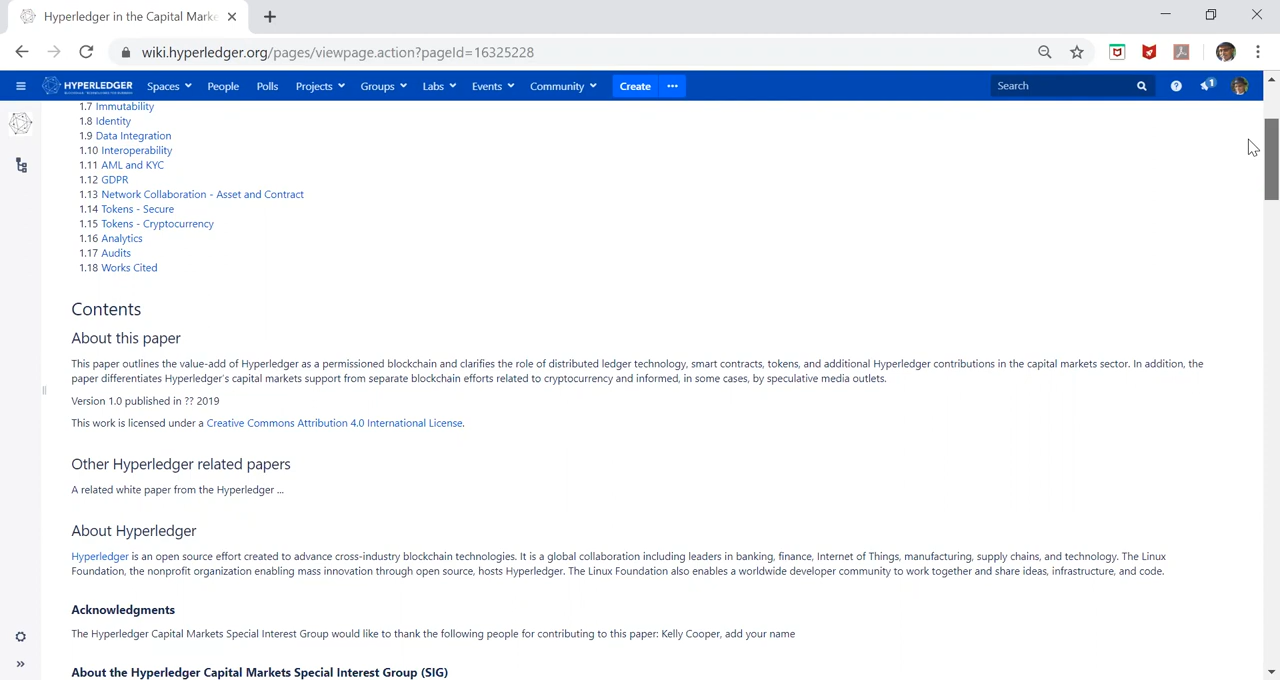 Hyperledger in the Capital Marke
wiki.hyperledger.org/pages/viewpage.action?pageId=16325228
HYPERLEDGER Spaces People Polls Projects Groups Labs Events Community Create ••• Search ? 1
1.7 Immutability
1.8 Identity
1.9 Data Integration
1.10 Interoperability
1.11 AML and KYC
1.12 GDPR
1.13 Network Collaboration - Asset and Contract
1.14 Tokens - Secure
1.15 Tokens - Cryptocurrency
1.16 Analytics
1.17 Audits
1.18 Works Cited
Contents
About this paper
This paper outlines the value-add of Hyperledger as a permissioned blockchain and clarifies the role of distributed ledger technology, smart contracts, tokens, and additional Hyperledger contributions in the capital markets sector. In addition, the
paper differentiates Hyperledger's capital markets support from separate blockchain efforts related to cryptocurrency and informed, in some cases, by speculative media outlets.
Version 1.0 published in ?? 2019
This work is licensed under a Creative Commons Attribution 4.0 International License.
Other Hyperledger related papers
A related white paper from the Hyperledger ...
About Hyperledger
Hyperledger is an open source effort created to advance cross-industry blockchain technologies. It is a global collaboration including leaders in banking, finance, Internet of Things, manufacturing, supply chains, and technology. The Linux
Foundation, the nonprofit organization enabling mass innovation through open source, hosts Hyperledger. The Linux Foundation also enables a worldwide developer community to work together and share ideas, infrastructure, and code.
Acknowledgments
The Hyperledger Capital Markets Special Interest Group would like to thank the following people for contributing to this paper: Kelly Cooper, add your name
About the Hyperledger Capital Markets Special Interest Group (SIG)